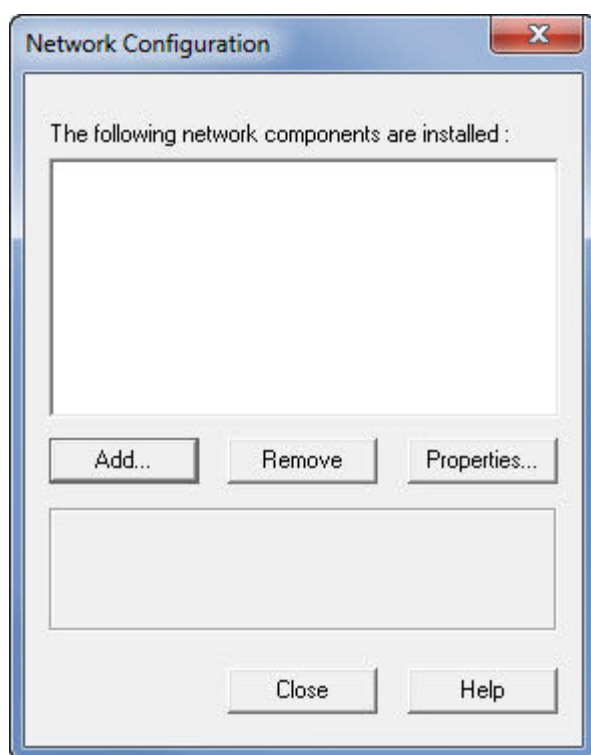 Network Configuration
The following network components are installed :
Add... Remove Properties...
Close Help